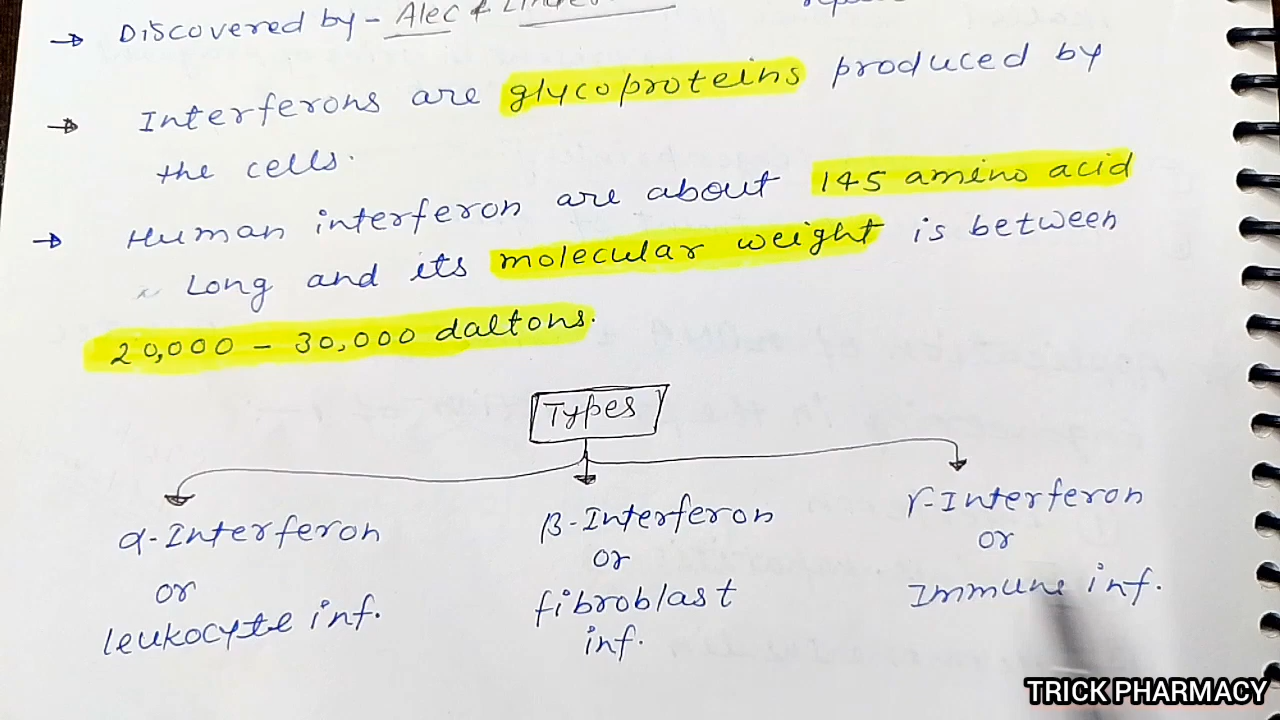 → Discovered by - Alec &
→ Interferons are glycoproteins produced by
the cells.
→ Human interferon are about 145 amino acid
Long and its molecular weight is between
20,000 - 30,000 daltons.
Types
α-Interferon β-Interferon γ-Interferon
or or or
leukocyte inf. fibroblast Immune inf.
inf.
TRICK PHARMACY